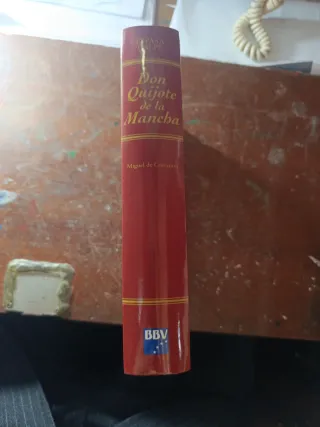 Don
Quijote
de la
Mancha
Miguel de Cervantes
BBV